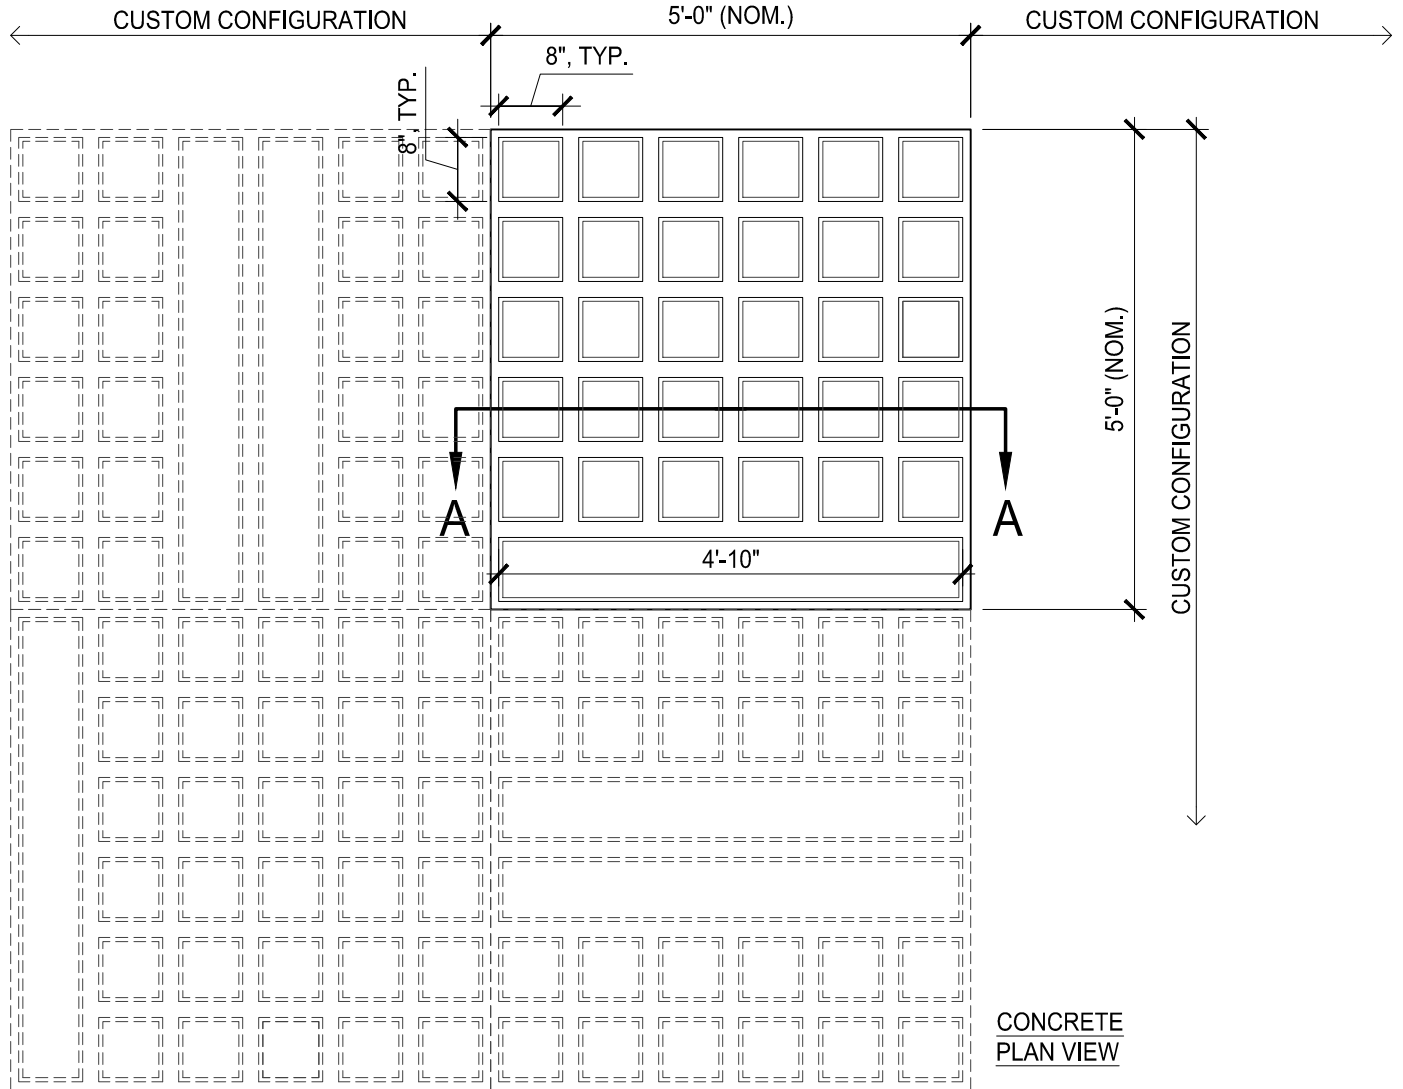 CUSTOM CONFIGURATION
5'-0" (NOM.)
CUSTOM CONFIGURATION
8", TYP.
8", TYP.
5'-0" (NOM.)
CUSTOM CONFIGURATION
A
A
4'-10"
CONCRETE
PLAN VIEW